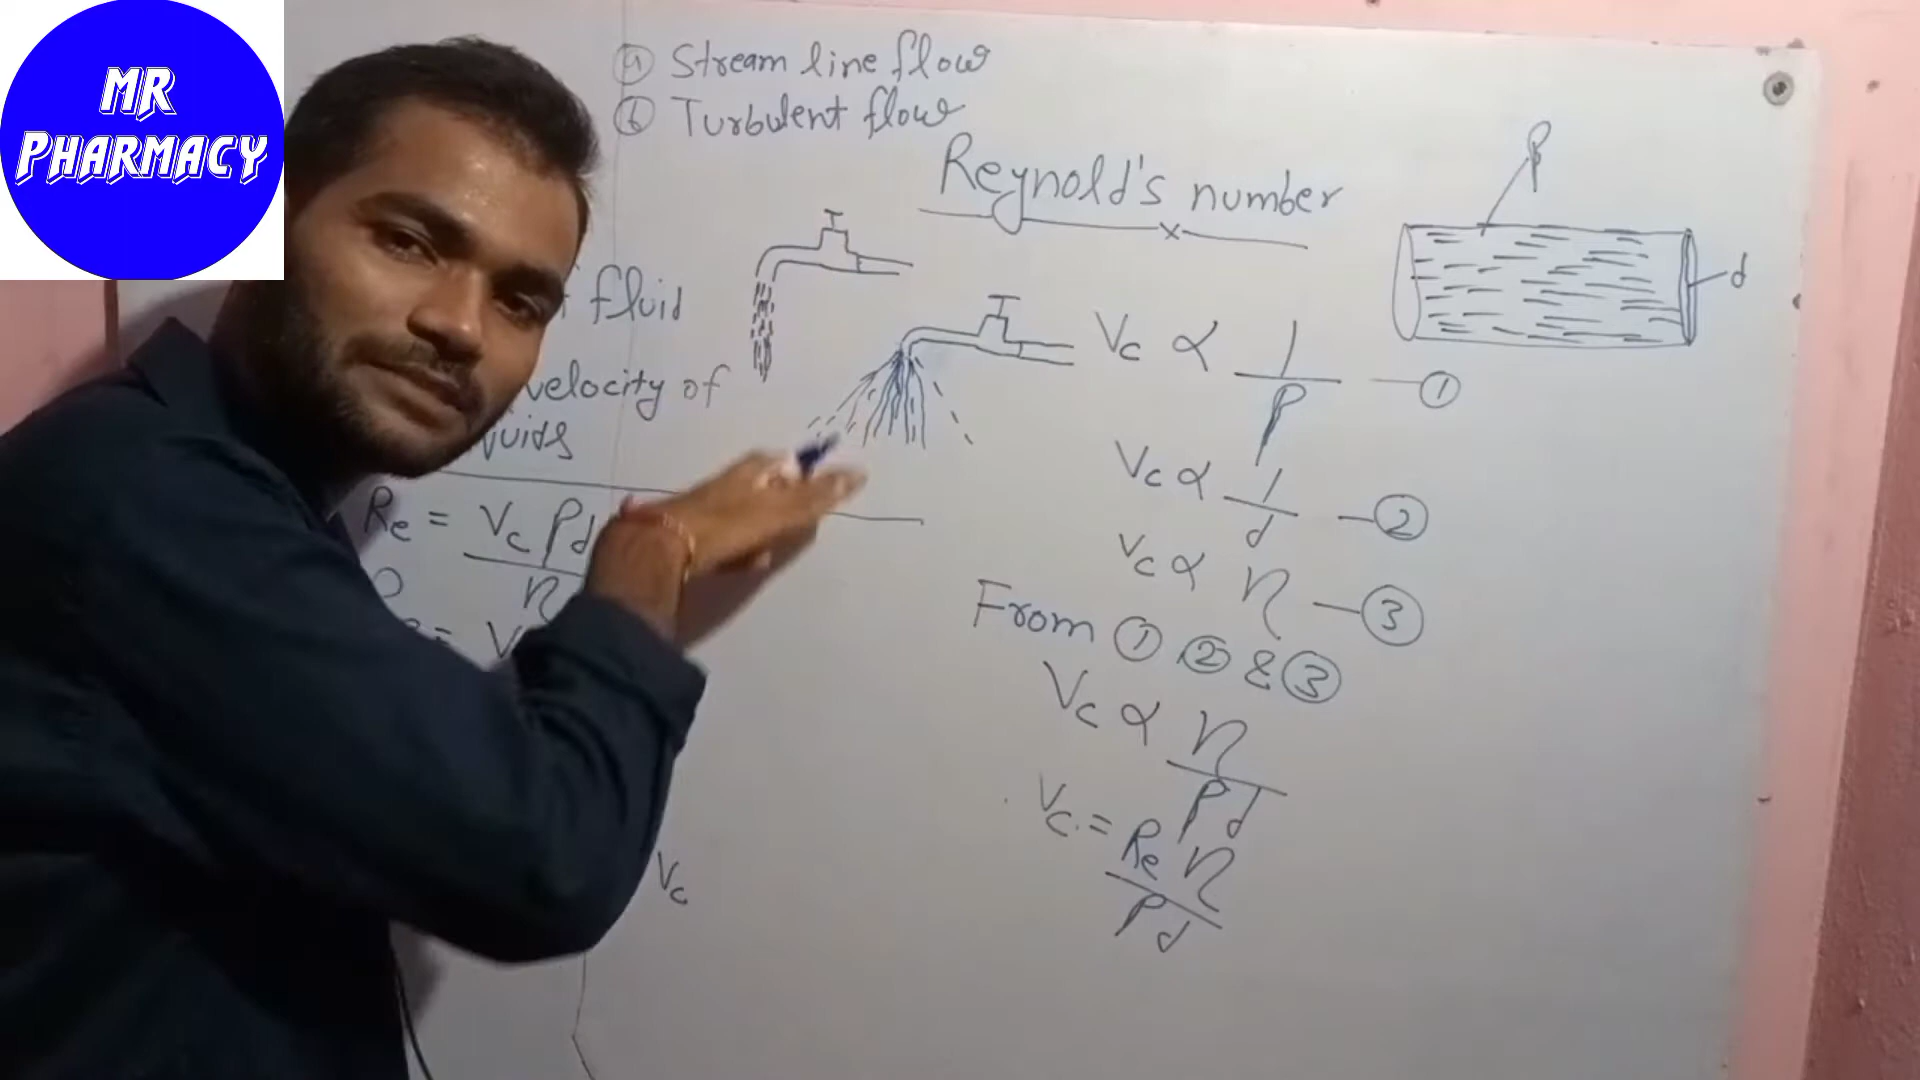 MR
PHARMACY
ⓐ Stream line flow
ⓑ Turbulent flow
Reynold's number
fluid
velocity of
Re = Vc ρd
η
= V
Vc
ρ
d
Vc ∝ 1
ρ
—①
Vc ∝ 1
d
—②
Vc ∝ η —③
From ① ② & ③
Vc ∝ η
ρd
Vc = Re η
ρd